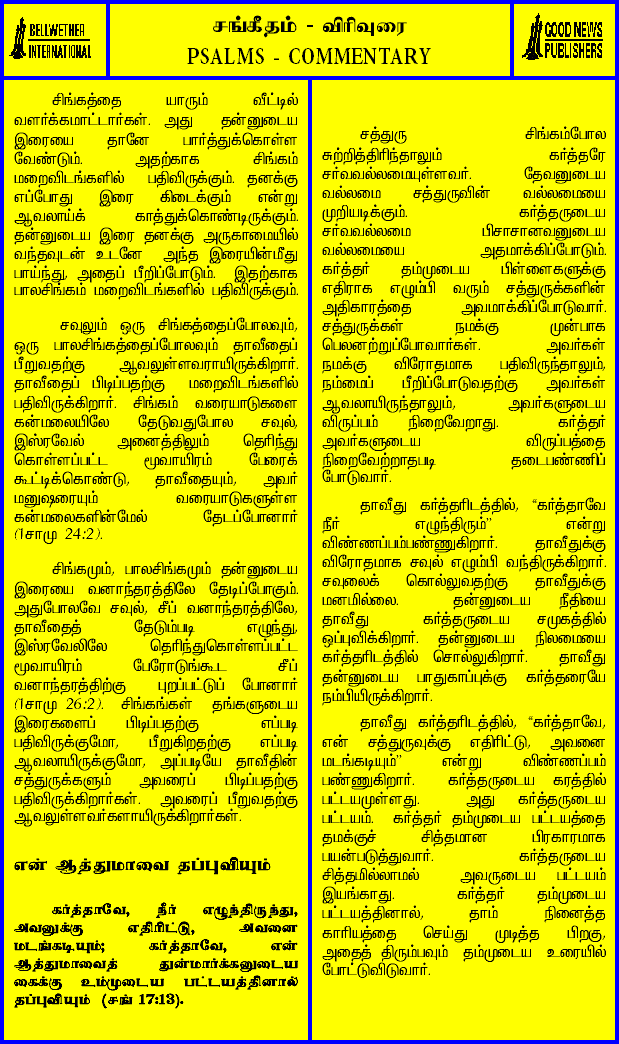 BELLWETHER
INTERNATIONAL
சங்கீதம் - விரிவுரை
PSALMS - COMMENTARY
GOOD NEWS
PUBLISHERS
சிங்கத்தை யாரும் வீட்டில்
வளர்க்கமாட்டார்கள். அது தன்னுடைய
இரையை தானே பார்த்துக்கொள்ள
வேண்டும். அதற்காக சிங்கம்
மறைவிடங்களில் பதிவிருக்கும். தனக்கு
எப்போது இரை கிடைக்கும் என்று
ஆவலாய்க் காத்துக்கொண்டிருக்கும்.
தன்னுடைய இரை தனக்கு அருகாமையில்
வந்தவுடன் உடனே அந்த இரையின்மீது
பாய்ந்து, அதைப் பீறிப்போடும். இதற்காக
பாலசிங்கம் மறைவிடங்களில் பதிவிருக்கும்.
சவுலும் ஒரு சிங்கத்தைப்போலவும்,
ஒரு பாலசிங்கத்தைப்போலவும் தாவீதைப்
பீறுவதற்கு ஆவலுள்ளவராயிருக்கிறார்.
தாவீதைப் பிடிப்பதற்கு மறைவிடங்களில்
பதிவிருக்கிறார். சிங்கம் வரையாடுகளை
கன்மலையிலே தேடுவதுபோல சவுல்,
இஸ்ரவேல் அனைத்திலும் தெரிந்து
கொள்ளப்பட்ட மூவாயிரம் பேரைக்
கூட்டிக்கொண்டு, தாவீதையும், அவர்
மனுஷரையும் வரையாடுகளுள்ள
கன்மலைகளின்மேல் தேடப்போனார்
(1சாமு 24:2).
சிங்கமும், பாலசிங்கமும் தன்னுடைய
இரையை வனாந்தரத்திலே தேடிப்போகும்.
அதுபோலவே சவுல், சீப் வனாந்தரத்திலே,
தாவீதைத் தேடும்படி எழுந்து,
இஸ்ரவேலிலே தெரிந்துகொள்ளப்பட்ட
மூவாயிரம் பேரோடுங்கூட சீப்
வனாந்தரத்திற்கு புறப்பட்டுப் போனார்
(1சாமு 26:2). சிங்கங்கள் தங்களுடைய
இரைகளைப் பிடிப்பதற்கு எப்படி
பதிவிருக்குமோ, பீறுகிறதற்கு எப்படி
ஆவலாயிருக்குமோ, அப்படியே தாவீதின்
சத்துருக்களும் அவரைப் பிடிப்பதற்கு
பதிவிருக்கிறார்கள். அவரைப் பீறுவதற்கு
ஆவலுள்ளவர்களாயிருக்கிறார்கள்.
என் ஆத்துமாவை தப்புவியும்
கர்த்தாவே, நீர் எழுந்திருந்து,
அவனுக்கு எதிரிட்டு, அவனை
மடங்கடியும்; கர்த்தாவே, என்
ஆத்துமாவைத் துன்மார்க்கனுடைய
கைக்கு உம்முடைய பட்டயத்தினால்
தப்புவியும் (சங் 17:13).
சத்துரு சிங்கம்போல
சுற்றித்திரிந்தாலும் கர்த்தரே
சர்வவல்லமையுள்ளவர். தேவனுடைய
வல்லமை சத்துருவின் வல்லமையை
முறியடிக்கும். கர்த்தருடைய
சர்வவல்லமை பிசாசானவனுடைய
வல்லமையை அதமாக்கிப்போடும்.
கர்த்தர் தம்முடைய பிள்ளைகளுக்கு
எதிராக எழும்பி வரும் சத்துருக்களின்
அதிகாரத்தை அவமாக்கிப்போடுவார்.
சத்துருக்கள் நமக்கு முன்பாக
பெலனற்றுப்போவார்கள். அவர்கள்
நமக்கு விரோதமாக பதிவிருந்தாலும்,
நம்மைப் பீறிப்போடுவதற்கு அவர்கள்
ஆவலாயிருந்தாலும், அவர்களுடைய
விருப்பம் நிறைவேறாது. கர்த்தர்
அவர்களுடைய விருப்பத்தை
நிறைவேற்றாதபடி தடைபண்ணிப்
போடுவார்.
தாவீது கர்த்தரிடத்தில், “கர்த்தாவே
நீர் எழுந்திரும்” என்று
விண்ணப்பம்பண்ணுகிறார். தாவீதுக்கு
விரோதமாக சவுல் எழும்பி வந்திருக்கிறார்.
சவுலைக் கொல்லுவதற்கு தாவீதுக்கு
மனமில்லை. தன்னுடைய நீதியை
தாவீது கர்த்தருடைய சமுகத்தில்
ஒப்புவிக்கிறார். தன்னுடைய நிலமையை
கர்த்தரிடத்தில் சொல்லுகிறார். தாவீது
தன்னுடைய பாதுகாப்புக்கு கர்த்தரையே
நம்பியிருக்கிறார்.
தாவீது கர்த்தரிடத்தில், “கர்த்தாவே,
என் சத்துருவுக்கு எதிரிட்டு, அவனை
மடங்கடியும்” என்று விண்ணப்பம்
பண்ணுகிறார். கர்த்தருடைய கரத்தில்
பட்டயமுள்ளது. அது கர்த்தருடைய
பட்டயம். கர்த்தர் தம்முடைய பட்டயத்தை
தமக்குச் சித்தமான பிரகாரமாக
பயன்படுத்துவார். கர்த்தருடைய
சித்தமில்லாமல் அவருடைய பட்டயம்
இயங்காது. கர்த்தர் தம்முடைய
பட்டயத்தினால், தாம் நினைத்த
காரியத்தை செய்து முடித்த பிறகு,
அதைத் திரும்பவும் தம்முடைய உரையில்
போட்டுவிடுவார்.